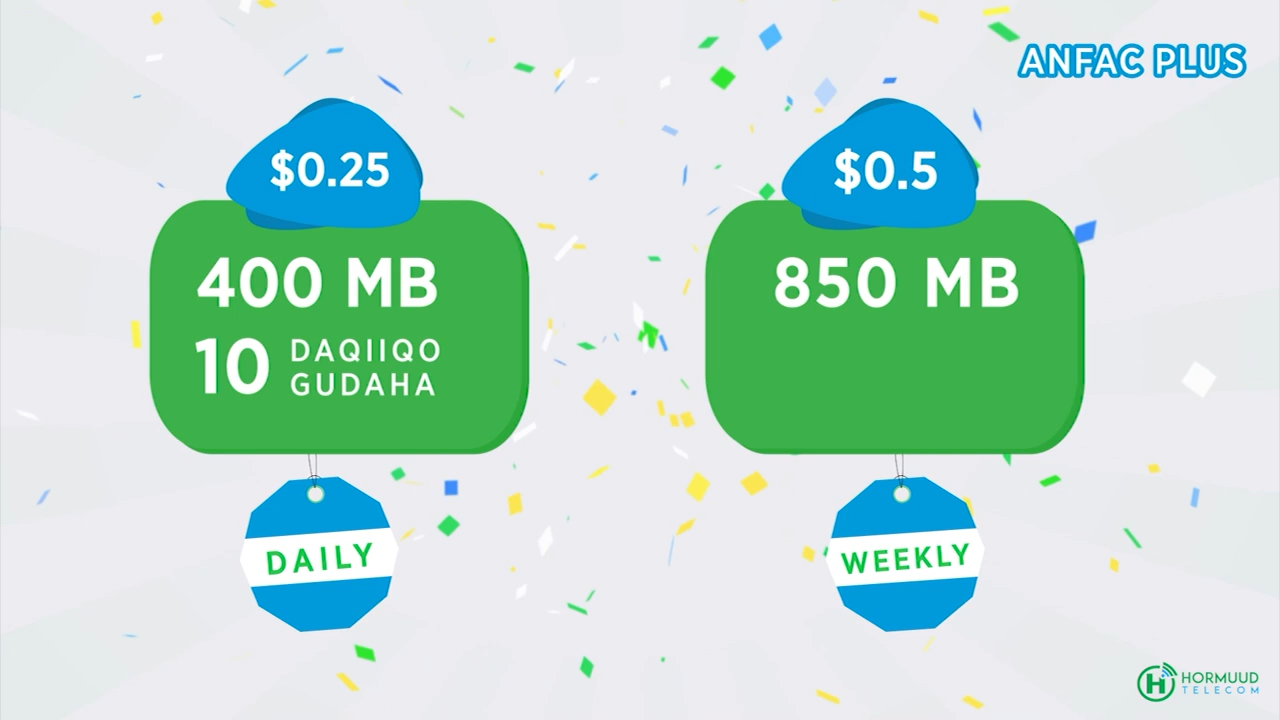 ANFAC PLUS
$0.25
400 MB
10 DAQIIQO
GUDAHA
DAILY
$0.5
850 MB
WEEKLY
HORMUUD
TELECOM